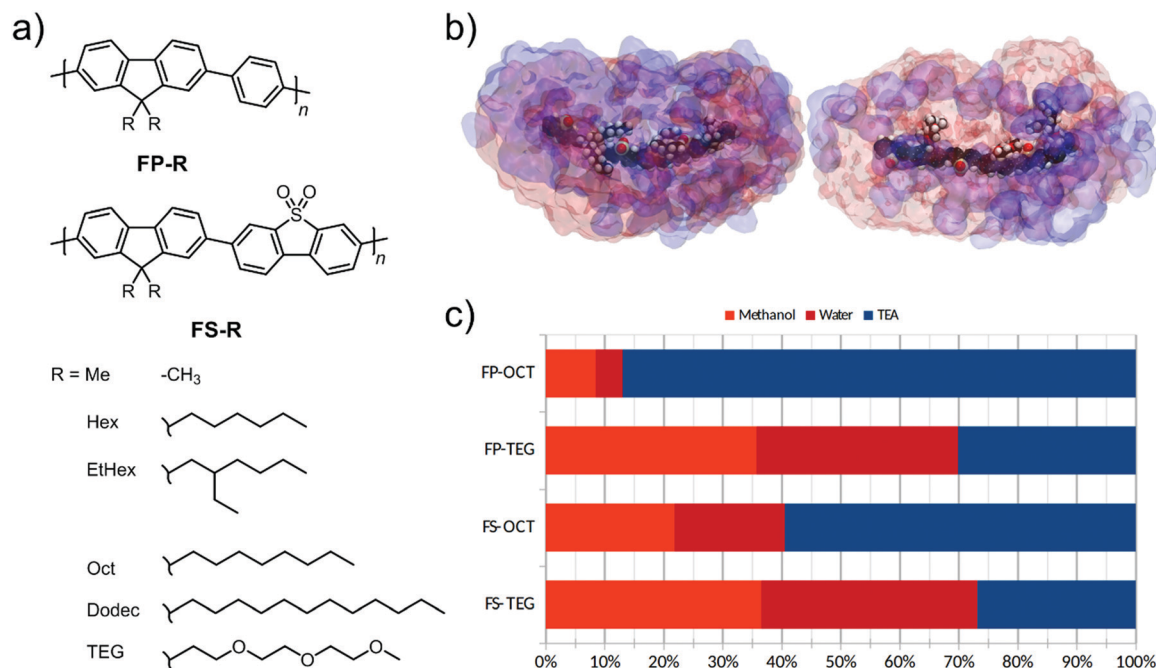 a)
R R
n
FP-R
O O
S
R R
n
FS-R
R = Me -CH3
Hex
EtHex
Oct
Dodec
TEG O O O
b)
c)
Methanol Water TEA
FP-OCT
FP-TEG
FS-OCT
FS-TEG
0% 10% 20% 30% 40% 50% 60% 70% 80% 90% 100%